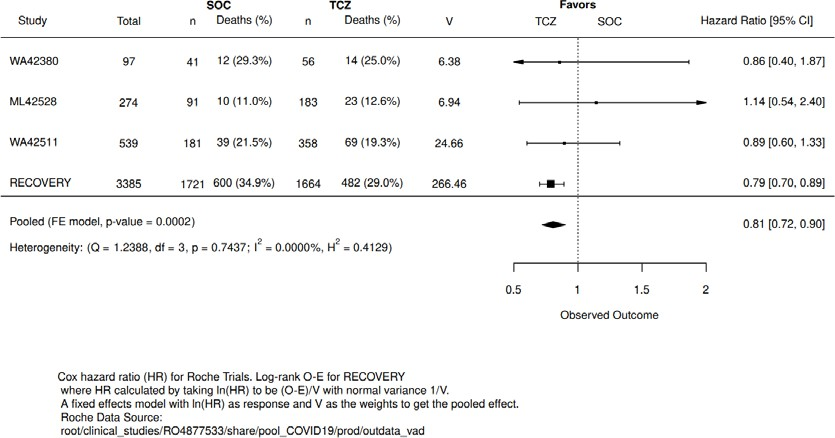 SOC TCZ Favors
Study Total n Deaths (%) n Deaths (%) V TCZ SOC Hazard Ratio [95% CI]
WA42380 97 41 12 (29.3%) 56 14 (25.0%) 6.38 0.86 [0.40, 1.87]
ML42528 274 91 10 (11.0%) 183 23 (12.6%) 6.94 1.14 [0.54, 2.40]
WA42511 539 181 39 (21.5%) 358 69 (19.3%) 24.66 0.89 [0.60, 1.33]
RECOVERY 3385 1721 600 (34.9%) 1664 482 (29.0%) 266.46 0.79 [0.70, 0.89]
Pooled (FE model, p-value = 0.0002) 0.81 [0.72, 0.90]
Heterogeneity: (Q = 1.2388, df = 3, p = 0.7437; I² = 0.0000%, H² = 0.4129)
0.5 1 1.5 2
Observed Outcome
Cox hazard ratio (HR) for Roche Trials. Log-rank O-E for RECOVERY
where HR calculated by taking ln(HR) to be (O-E)/V with normal variance 1/V.
A fixed effects model with ln(HR) as response and V as the weights to get the pooled effect.
Roche Data Source:
root/clinical_studies/RO4877533/share/pool_COVID19/prod/outdata_vad